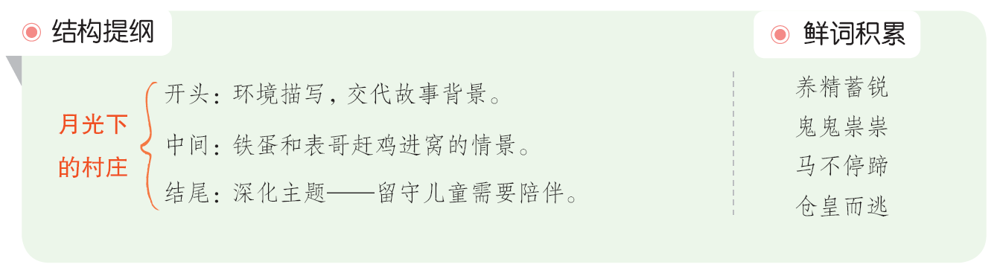 结构提纲
月光下
的村庄
开头：环境描写，交代故事背景。
中间：铁蛋和表哥赶鸡进窝的情景。
结尾：深化主题——留守儿童需要陪伴。
鲜词积累
养精蓄锐
鬼鬼祟祟
马不停蹄
仓皇而逃